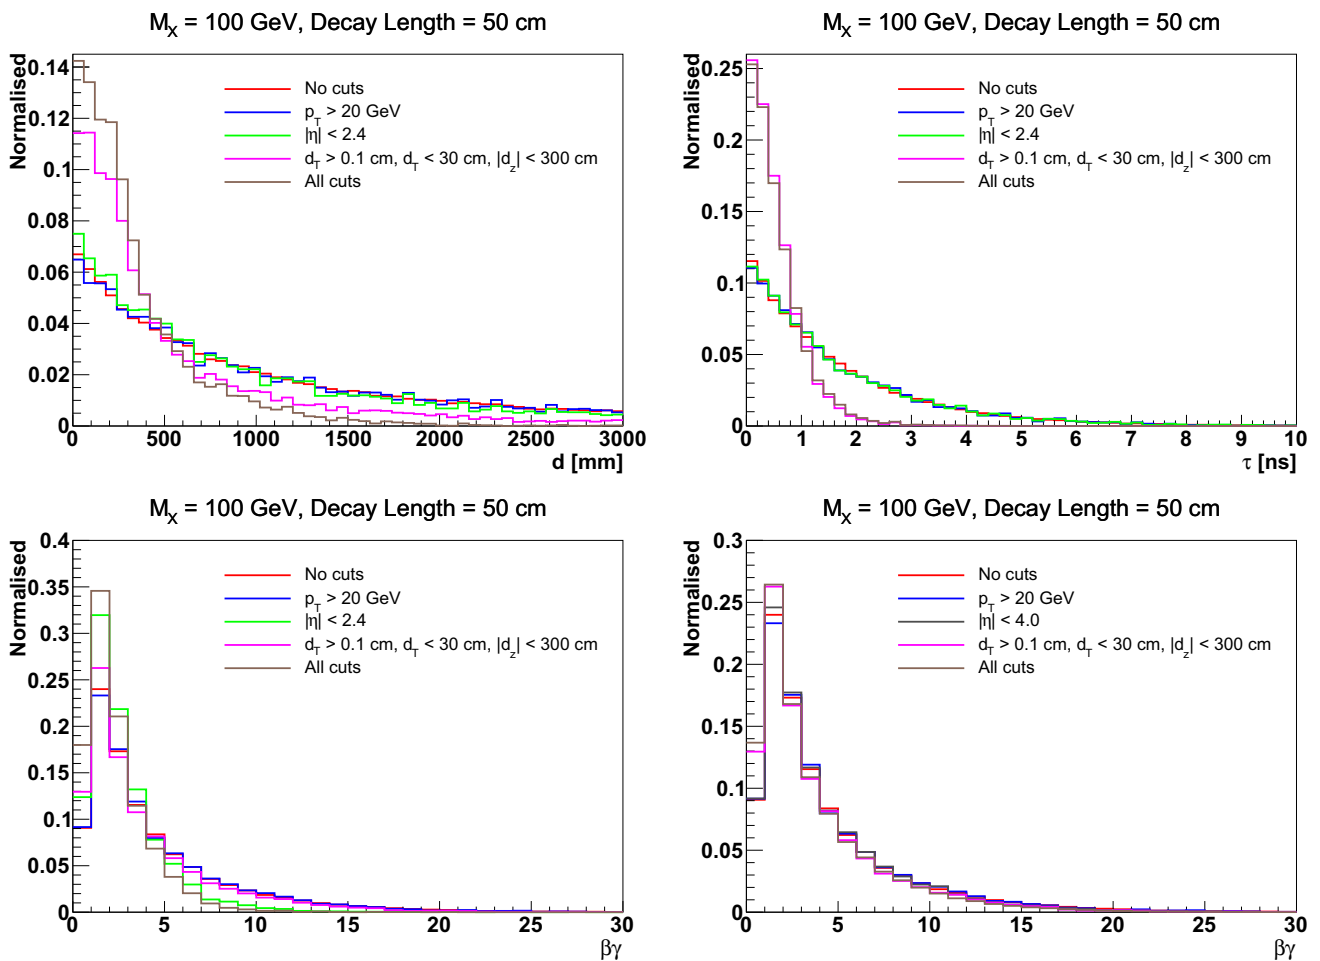 M_X = 100 GeV, Decay Length = 50 cm
Normalised
0.14
0.12
0.1
0.08
0.06
0.04
0.02
0
No cuts
p_T > 20 GeV
|η| < 2.4
d_T > 0.1 cm, d_T < 30 cm, |d_z| < 300 cm
All cuts
0 500 1000 1500 2000 2500 3000
d [mm]
M_X = 100 GeV, Decay Length = 50 cm
Normalised
0.25
0.2
0.15
0.1
0.05
0
No cuts
p_T > 20 GeV
|η| < 2.4
d_T > 0.1 cm, d_T < 30 cm, |d_z| < 300 cm
All cuts
0 1 2 3 4 5 6 7 8 9 10
τ [ns]
M_X = 100 GeV, Decay Length = 50 cm
Normalised
0.4
0.35
0.3
0.25
0.2
0.15
0.1
0.05
0
No cuts
p_T > 20 GeV
|η| < 2.4
d_T > 0.1 cm, d_T < 30 cm, |d_z| < 300 cm
All cuts
0 5 10 15 20 25 30
βγ
M_X = 100 GeV, Decay Length = 50 cm
Normalised
0.3
0.25
0.2
0.15
0.1
0.05
0
No cuts
p_T > 20 GeV
|η| < 4.0
d_T > 0.1 cm, d_T < 30 cm, |d_z| < 300 cm
All cuts
0 5 10 15 20 25 30
βγ